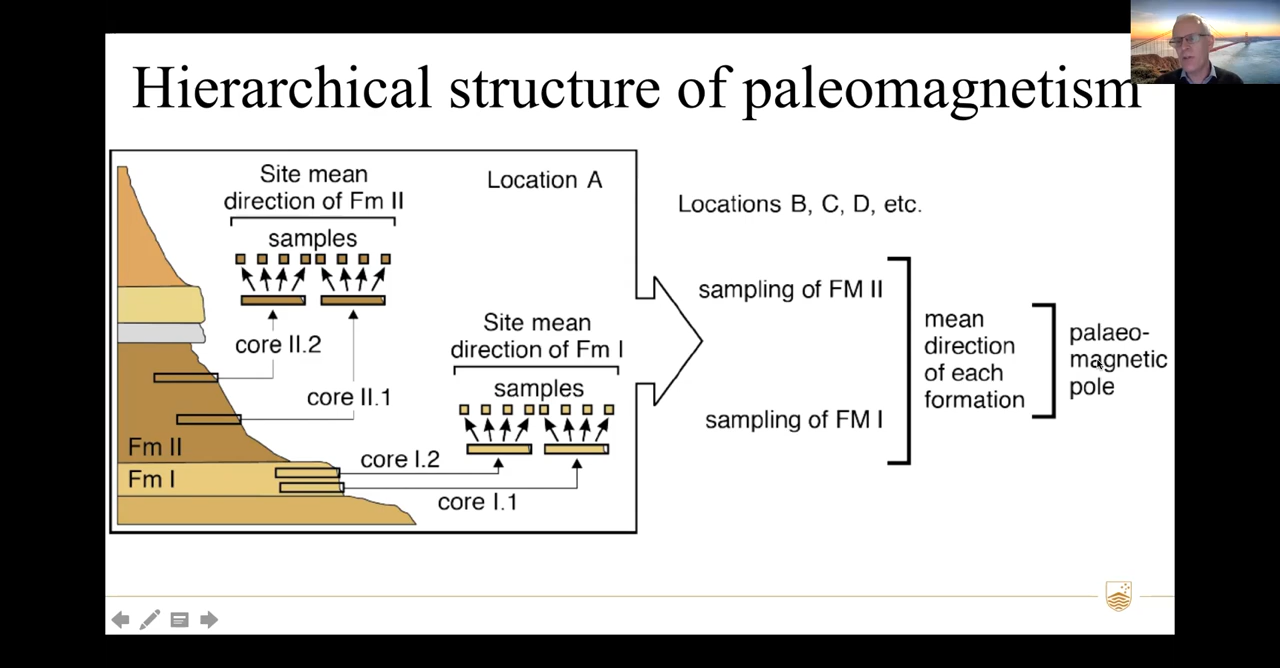 Hierarchical structure of paleomagnetism
Site mean
direction of Fm II
samples
Location A
core II.2
core II.1
Fm II
Fm I
Site mean
direction of Fm I
samples
core I.2
core I.1
Locations B, C, D, etc.
sampling of FM II
sampling of FM I
mean
direction
of each
formation
palaeo-
magnetic
pole